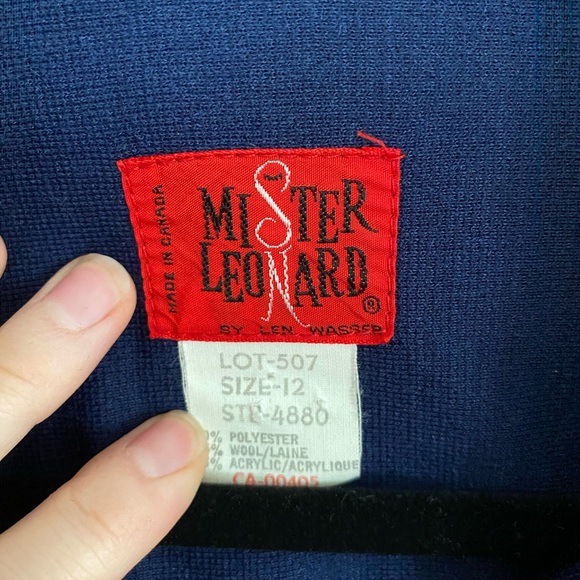 MADE IN CANADA
MISTER
LEONARD
®
BY LEN WASSER
LOT-507
SIZE-12
STE-4880
% POLYESTER
% WOOL/LAINE
% ACRYLIC/ACRYLIQUE
CA-00405